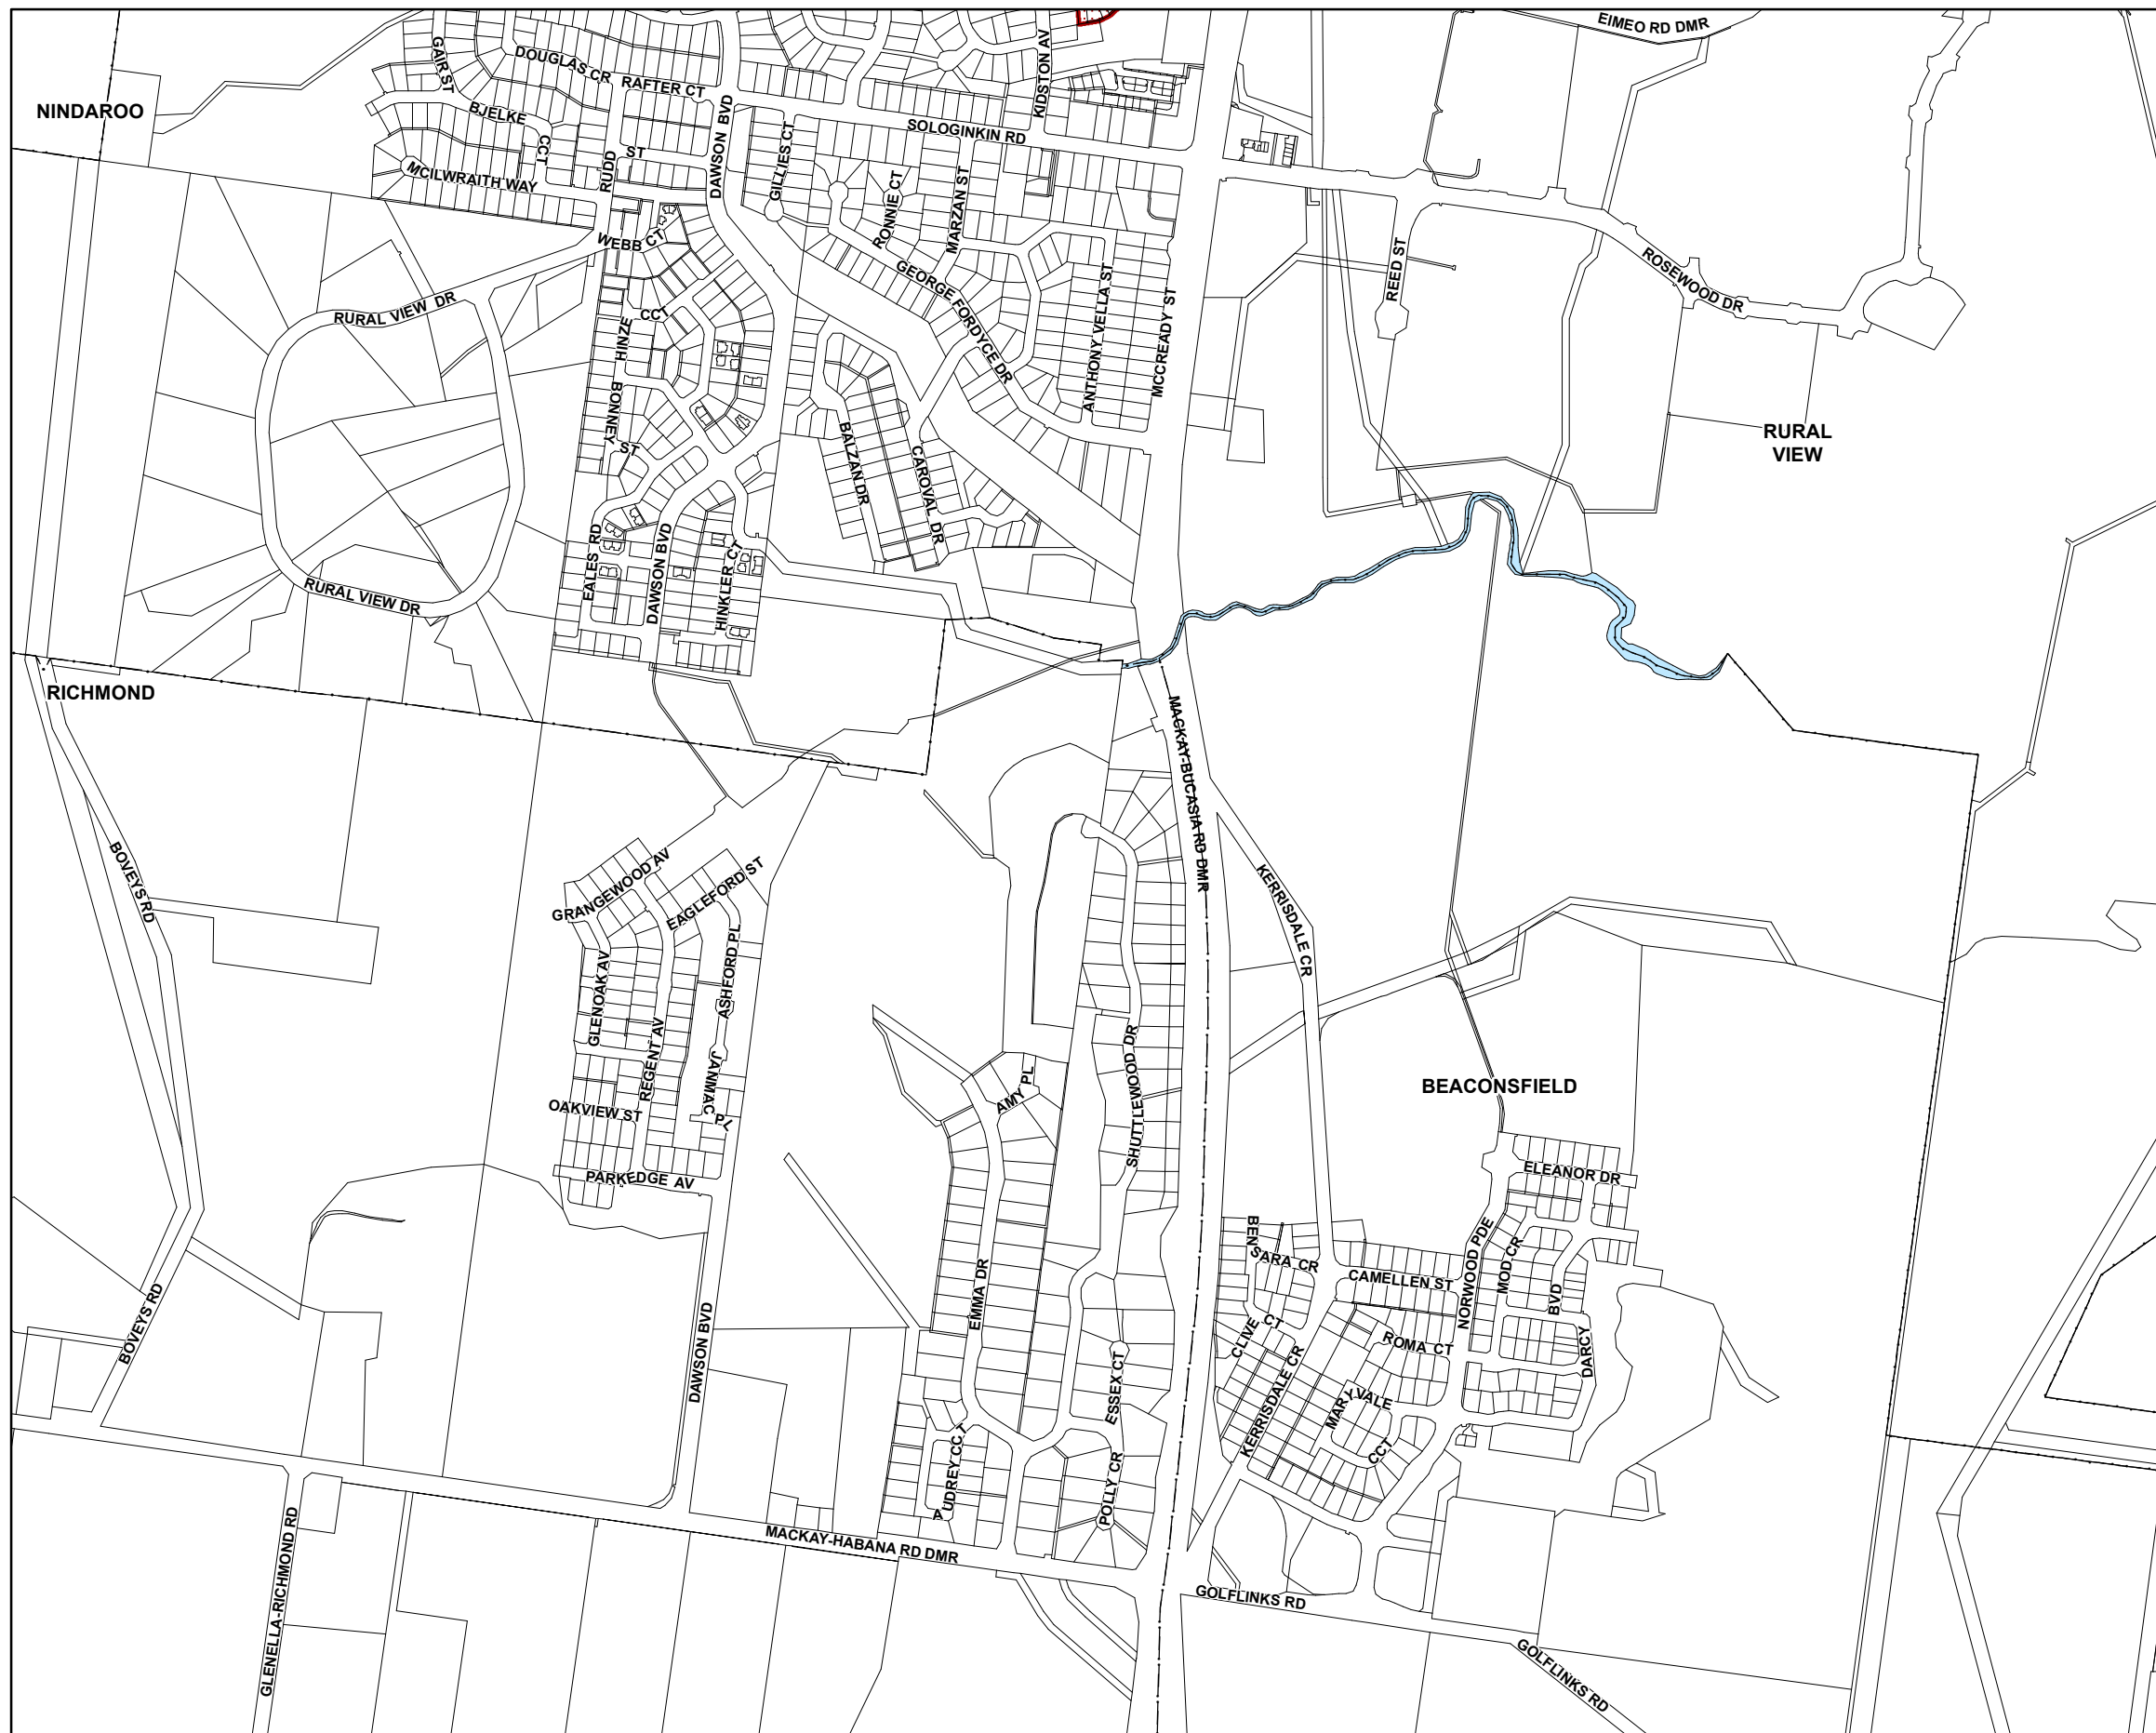 EIMEO RD DMR
GAIR ST
DOUGLAS CR
RAFTER CT
KIDSTON AV
NINDAROO
BJELKE
CCT
DAWSON BVD
GILLIES CT
SOLOGINKIN RD
RUDD
ST
MCILWRAITH WAY
RONNIE CT
MARZAN ST
WEBB CT
GEORGE FORDYCE DR
REED ST
ROSEWOOD DR
RURAL VIEW DR
HINZE
CCT
ANTHONY VELLA ST
MCCREADY ST
BONNEY
ST
BALZAN DR
CAROVAL DR
RURAL
VIEW
EALES RD
DAWSON BVD
HINKLER CT
RURAL VIEW DR
RICHMOND
MACKAY-BUCASIA RD DMR
BOVEYS RD
GRANGEWOOD AV
EAGLEFORD ST
KERRISDALE CR
GLENOAK AV
ASHFORD PL
REGENT AV
JANMAC
PL
AMY PL
SHUTTLEWOOD DR
BEACONSFIELD
OAKVIEW ST
PARKEDGE AV
ELEANOR DR
BEN
SARA CR
CAMELLEN ST
NORWOOD PDE
MOD CR
BVD
EMMA DR
BOVEYS RD
DAWSON BVD
CLIVE CT
ROMA CT
DARCY
ESSEX CT
KERRISDALE CR
MARYVALE
CCT
AUDREY CCT
POLLY CR
MACKAY-HABANA RD DMR
GLENELLA-RICHMOND RD
GOLFLINKS RD
GOLFLINKS RD